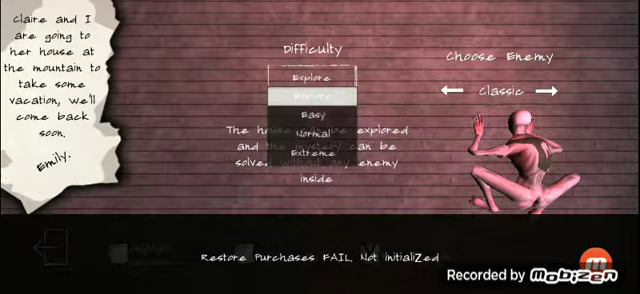 Claire and I
are going to
her house at
the mountain to
take some
vacation, we'll
come back
soon.
Emily.
Difficulty
Explore
Explore
Easy
Normal
Extreme
The house can be explored
and the mystery can be
solved without any enemy
inside
Choose Enemy
Classic
Restore Purchases FAIL. Not initialized
Recorded by Mobizen